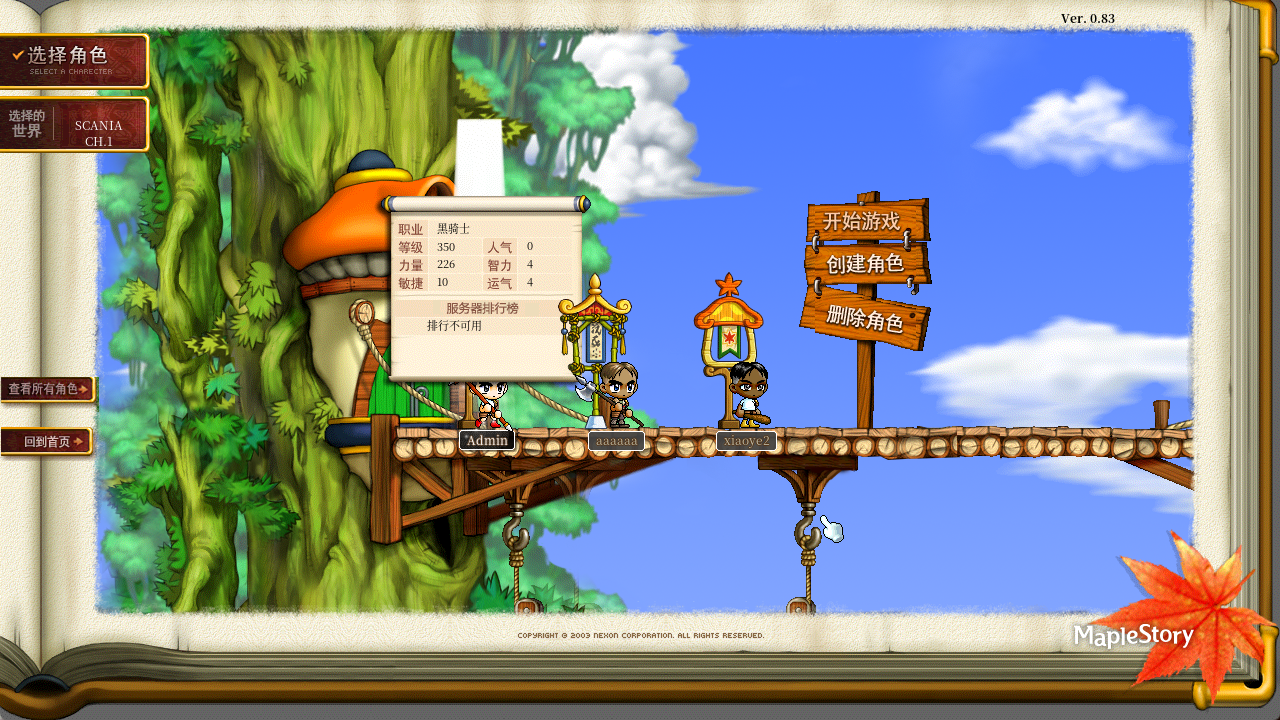 Ver. 0.83
选择角色
SELECT A CHARECTER
选择的
世界
SCANIA
CH.1
职业 黑骑士
等级 350 人气 0
力量 226 智力 4
敏捷 10 运气 4
服务器排行榜
排行不可用
开始游戏
创建角色
删除角色
查看所有角色
回到首页
Admin
aaaaaa
xiaoye2
COPYRIGHT © 2003 NEXON CORPORATION. ALL RIGHTS RESERVED.
MapleStory